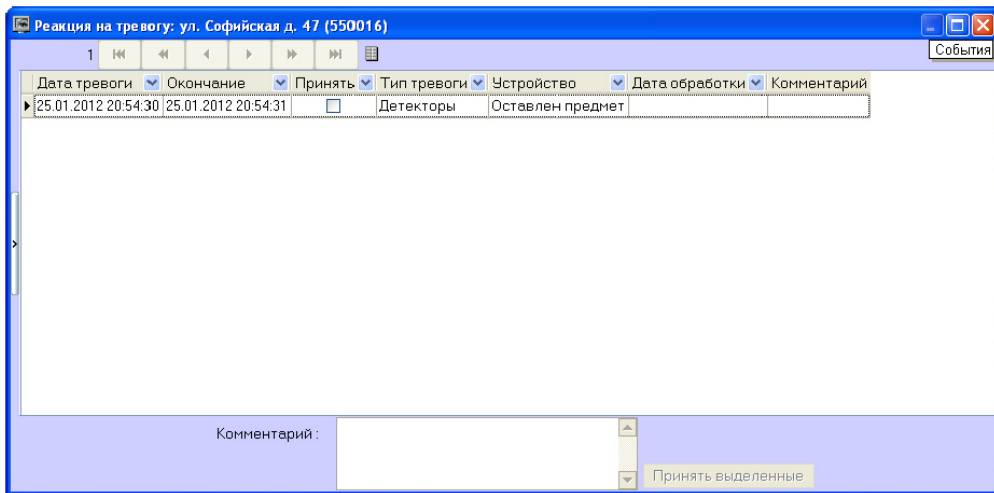 Реакция на тревогу: ул. Софийская д. 47 (550016)
1
События
Дата тревоги Окончание Принять Тип тревоги Устройство Дата обработки Комментарий
25.01.2012 20:54:30 25.01.2012 20:54:31 Детекторы Оставлен предмет
Комментарий :
Принять выделенные